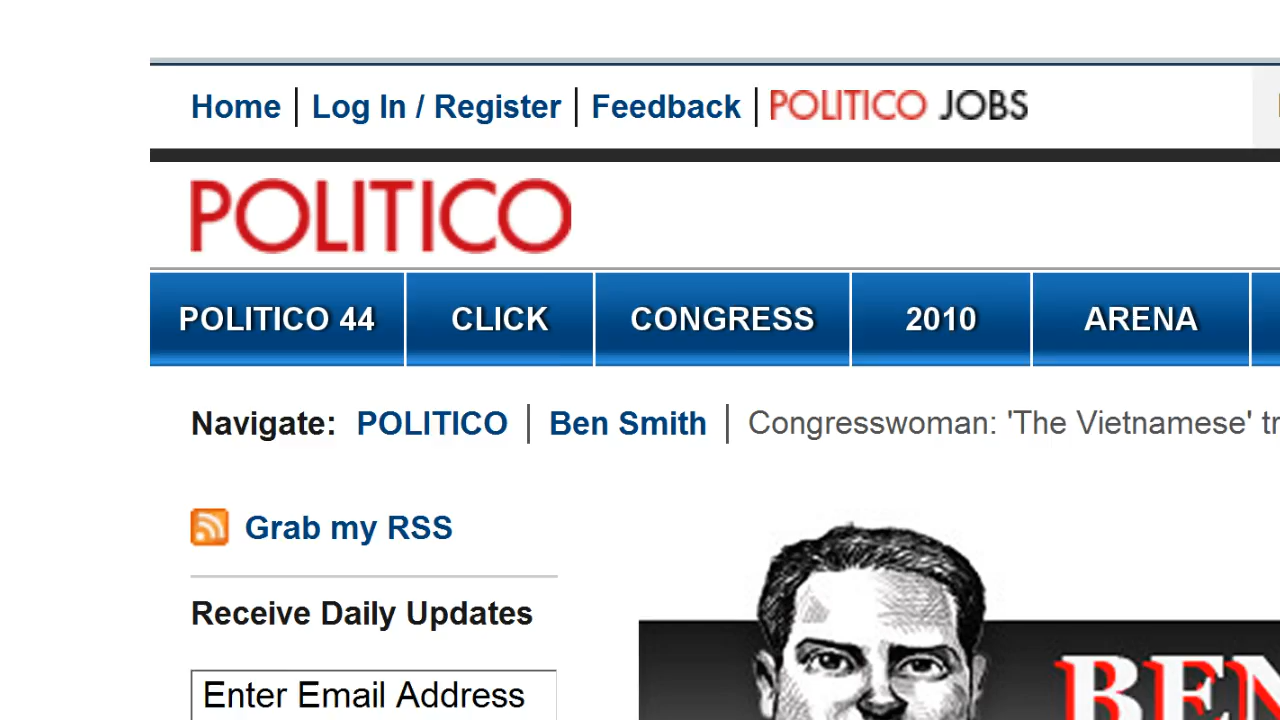 Home | Log In / Register | Feedback | POLITICO JOBS
POLITICO
POLITICO 44 CLICK CONGRESS 2010 ARENA
Navigate: POLITICO | Ben Smith | Congresswoman: 'The Vietnamese'
Grab my RSS
Receive Daily Updates
Enter Email Address
BEN